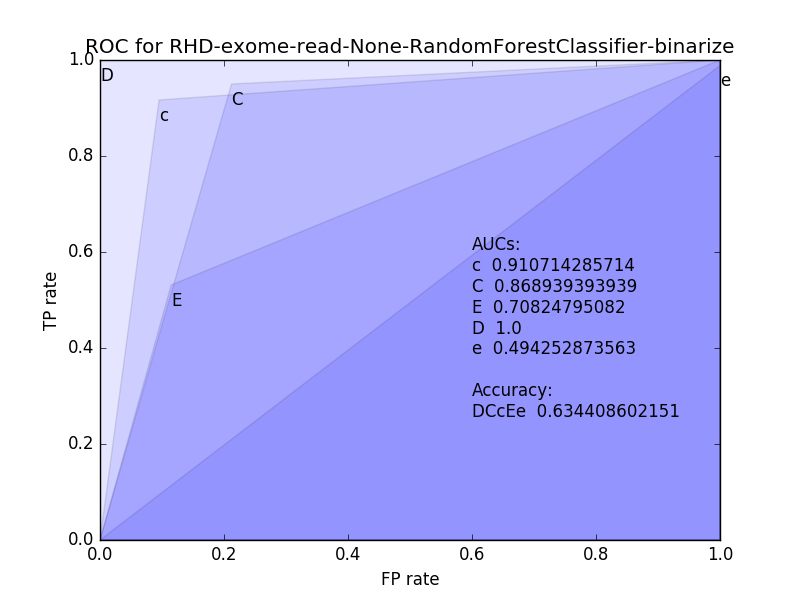 ROC for RHD-exome-read-None-RandomForestClassifier-binarize
1.0
D
e
C
c
0.8
0.6
AUCs:
c 0.910714285714
C 0.868939393939
E
E 0.70824795082
TP rate
D 1.0
0.4
e 0.494252873563
Accuracy:
DCcEe 0.634408602151
0.2
0.0
0.0 0.2 0.4 0.6 0.8 1.0
FP rate